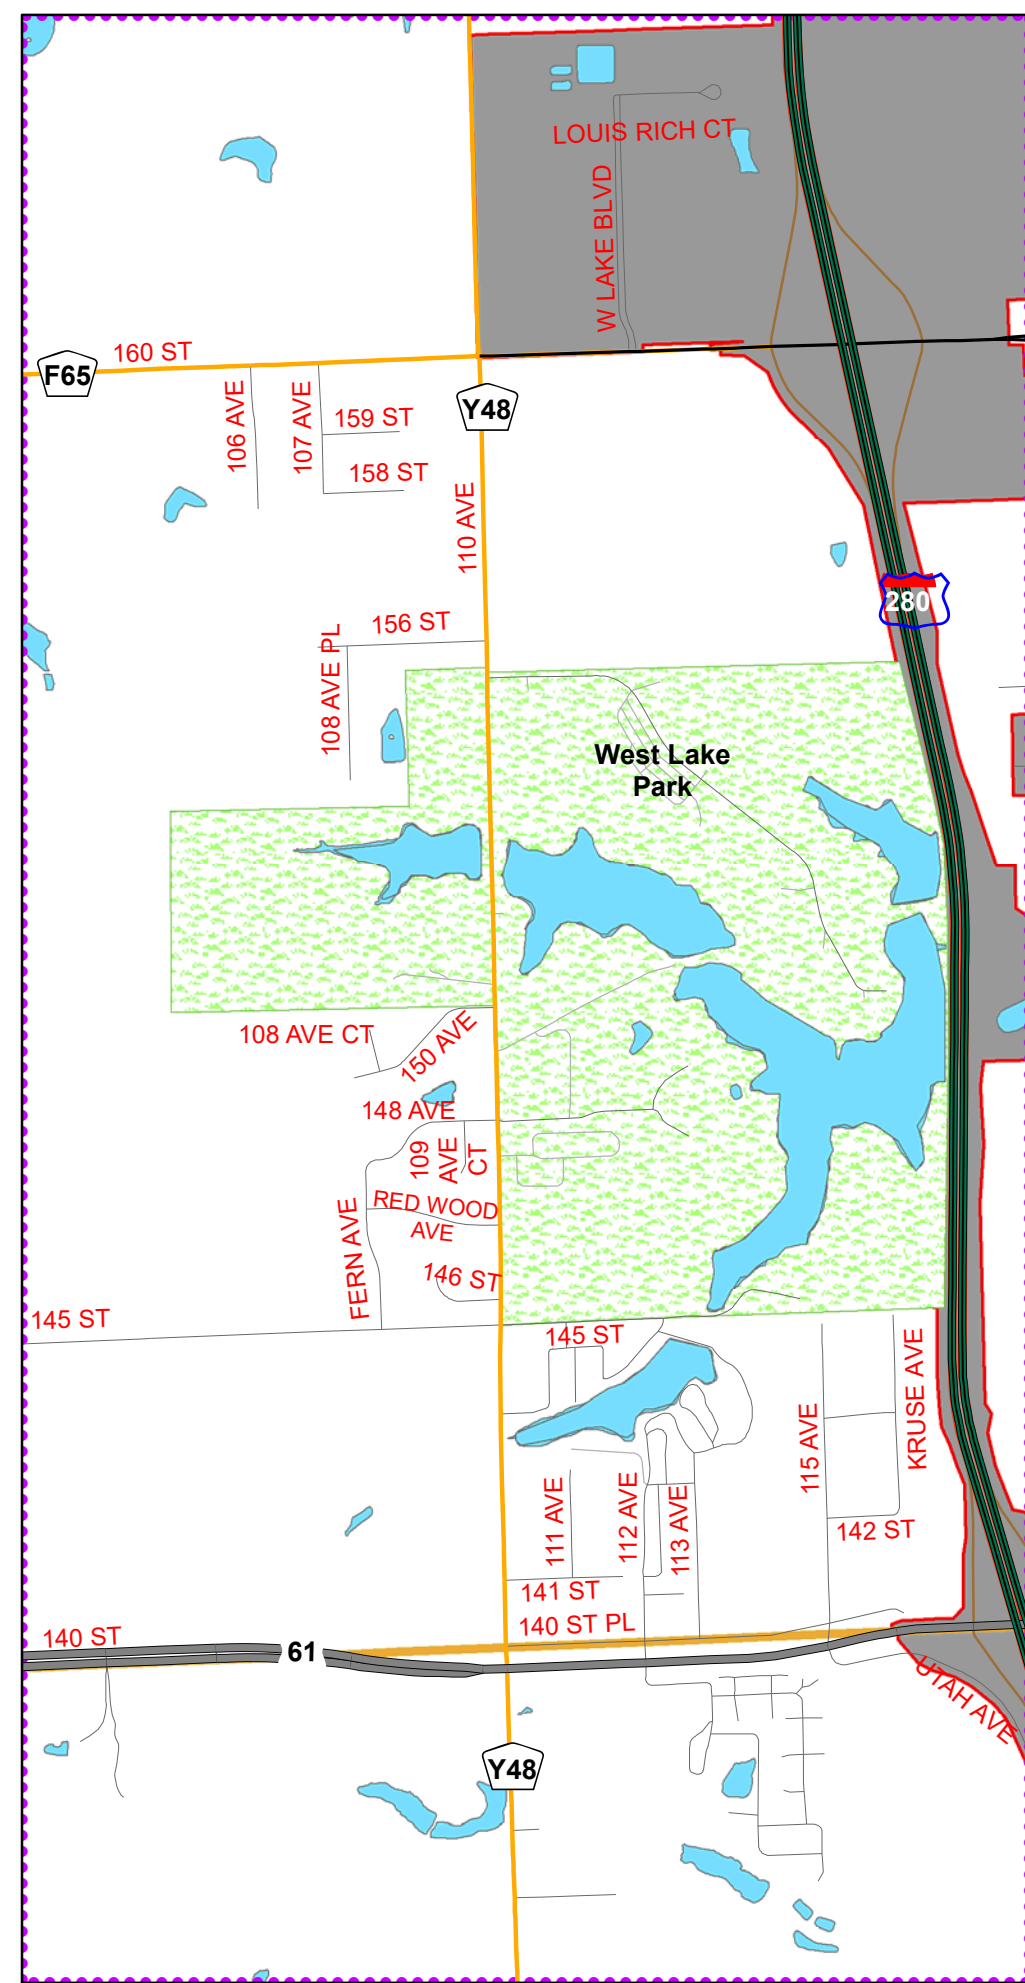 LOUIS RICH CT
W LAKE BLVD
160 ST
F65
Y48
106 AVE
107 AVE
159 ST
158 ST
110 AVE
280
156 ST
108 AVE PL
West Lake
Park
108 AVE CT
150 AVE
148 AVE
109
AVE
CT
RED WOOD
AVE
FERN AVE
146 ST
145 ST
145 ST
KRUSE AVE
115 AVE
111 AVE
112 AVE
113 AVE
142 ST
141 ST
140 ST PL
140 ST
61
UTAH AVE
Y48